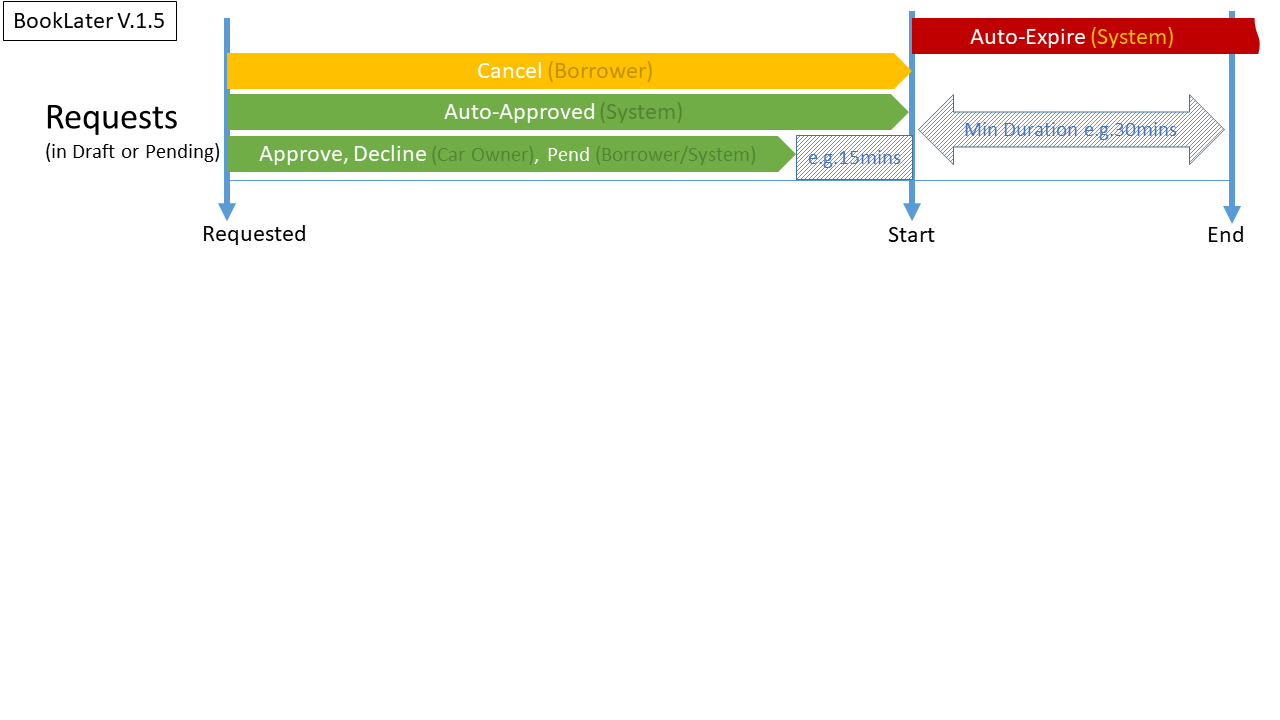 BookLater V.1.5
Auto-Expire (System)
Cancel (Borrower)
Requests
(in Draft or Pending)
Auto-Approved (System)
Min Duration e.g.30mins
Approve, Decline (Car Owner), Pend (Borrower/System)
e.g.15mins
Requested
Start
End